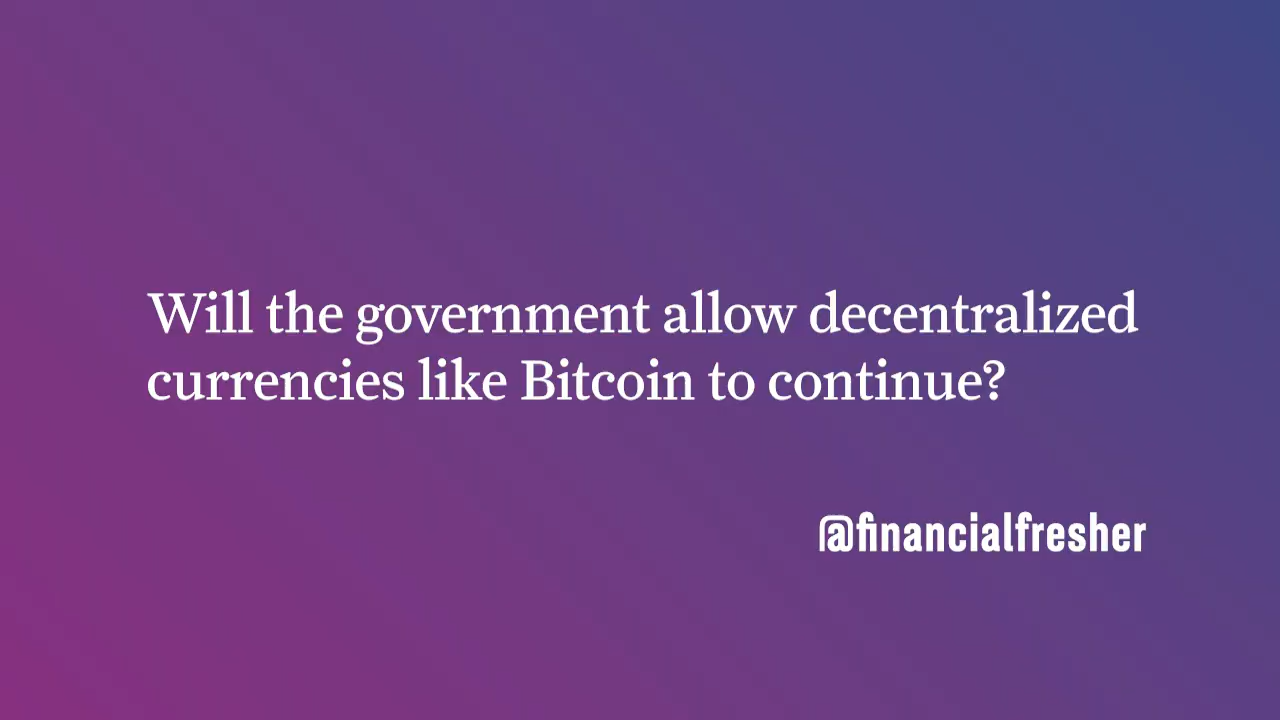 Will the government allow decentralized
currencies like Bitcoin to continue?
@financialfresher